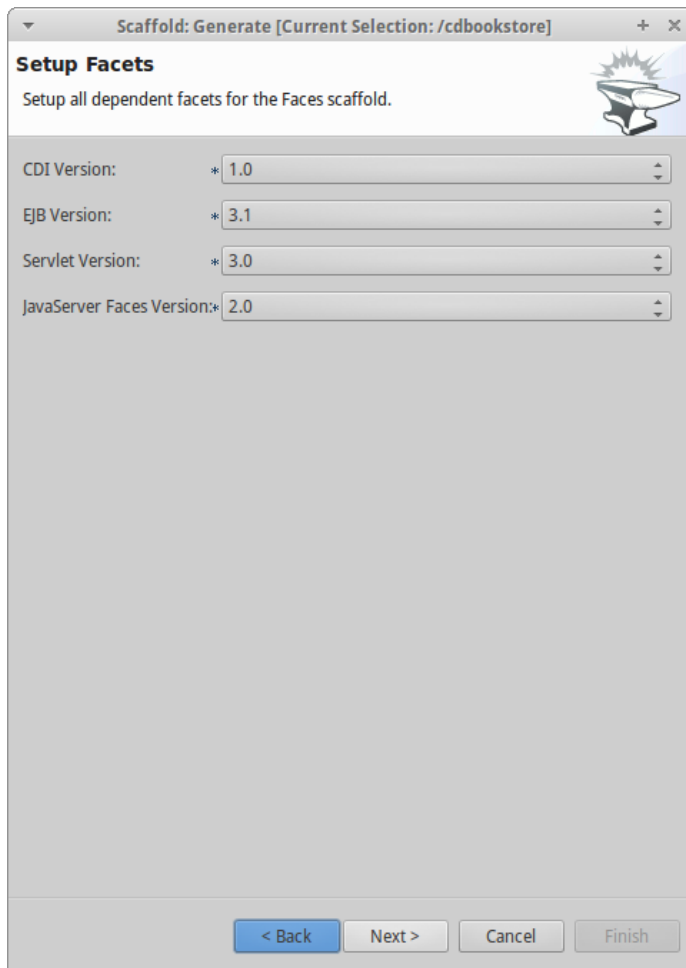 Scaffold: Generate [Current Selection: /cdbookstore]
Setup Facets
Setup all dependent facets for the Faces scaffold.
CDI Version: * 1.0
EJB Version: * 3.1
Servlet Version: * 3.0
JavaServer Faces Version:* 2.0
< Back Next > Cancel Finish